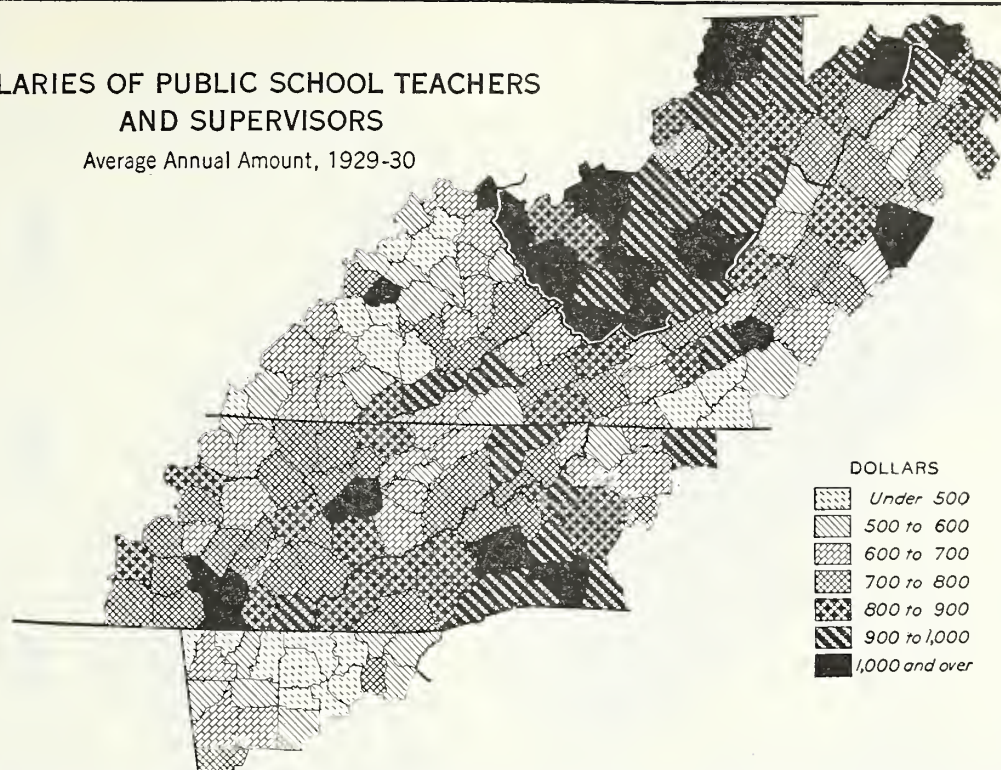 LARIES OF PUBLIC SCHOOL TEACHERS
AND SUPERVISORS
Average Annual Amount, 1929-30
DOLLARS
Under 500
500 to 600
600 to 700
700 to 800
800 to 900
900 to 1,000
1,000 and over